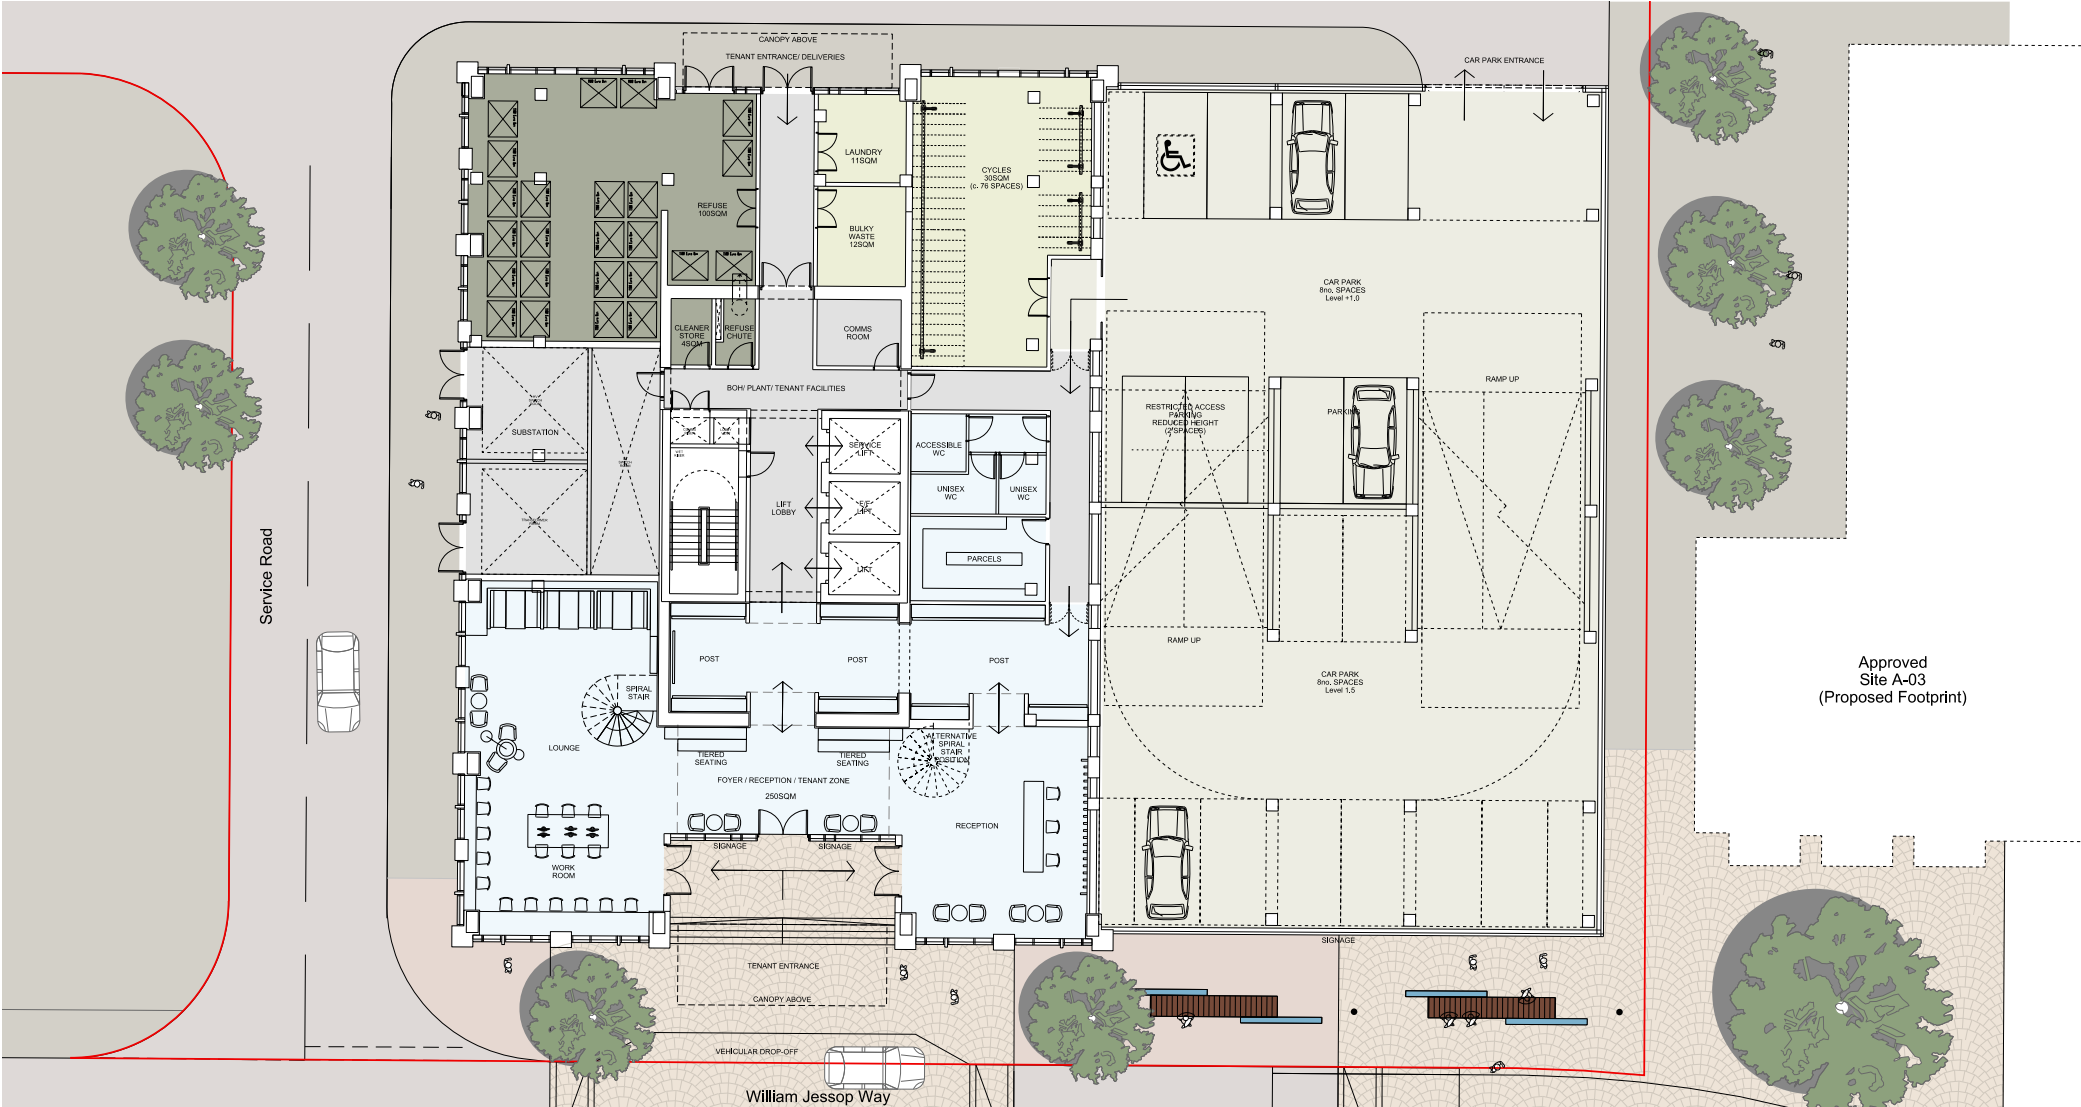 CANOPY ABOVE
TENANT ENTRANCE/ DELIVERIES
CAR PARK ENTRANCE
LAUNDRY
11SQM
CYCLES
30SQM
(c. 76 SPACES)
REFUSE
100SQM
BULKY
WASTE
12SQM
CAR PARK
8no. SPACES
Level +1.0
CLEANER
STORE
4SQM
REFUSE
CHUTE
COMMS
ROOM
BOH/ PLANT/ TENANT FACILITIES
RAMP UP
RESTRICTED ACCESS
PARKING
REDUCED HEIGHT
(2 SPACES)
PARKING
SUBSTATION
SERVICE
LIFT
ACCESSIBLE
WC
UNISEX
WC
UNISEX
WC
LIFT
LOBBY
F/F
LIFT
LIFT
PARCELS
Service Road
POST
POST
POST
RAMP UP
CAR PARK
8no. SPACES
Level 1.5
Approved
Site A-03
(Proposed Footprint)
SPIRAL
STAIR
LOUNGE
TIERED
SEATING
TIERED
SEATING
ALTERNATIVE
SPIRAL
STAIR
POSITION
FOYER / RECEPTION / TENANT ZONE
250SQM
RECEPTION
SIGNAGE
SIGNAGE
WORK
ROOM
SIGNAGE
TENANT ENTRANCE
CANOPY ABOVE
VEHICULAR DROP-OFF
William Jessop Way